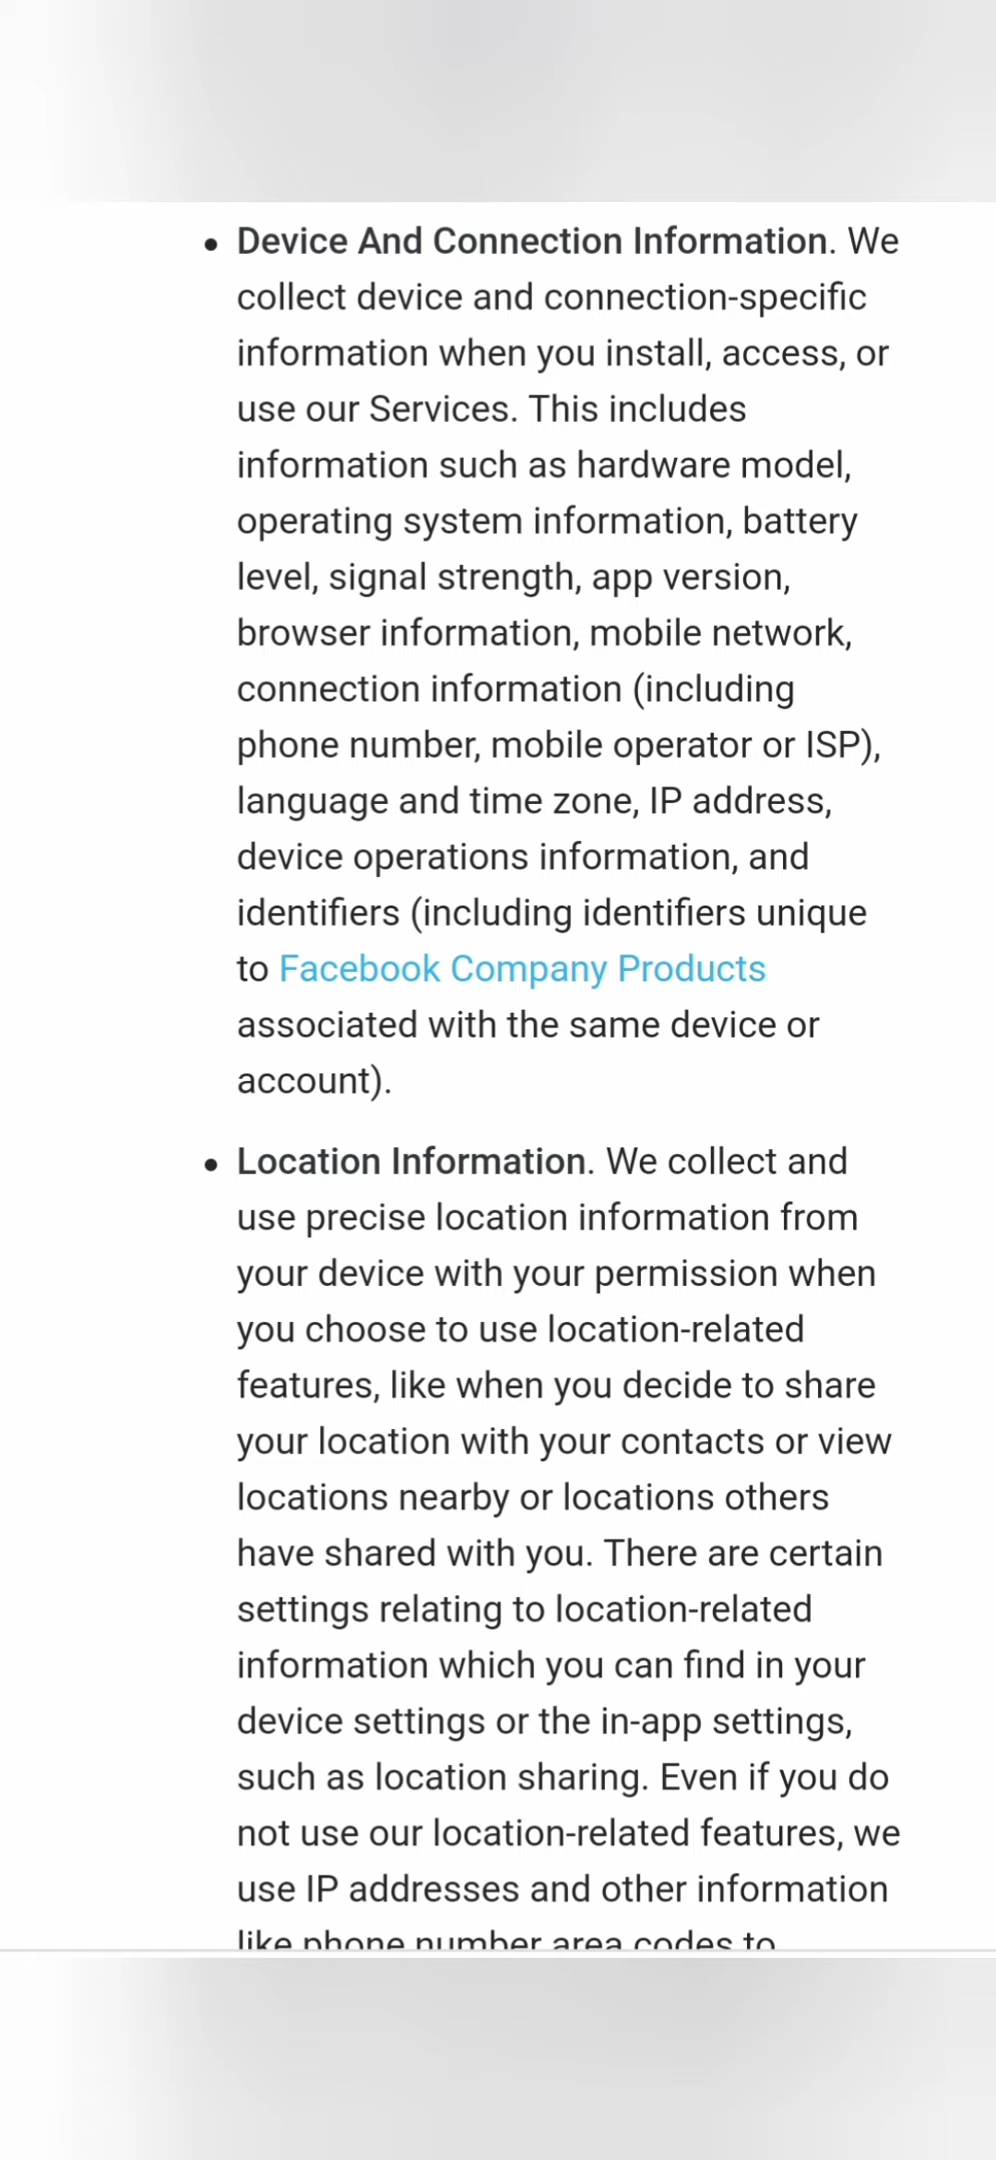 • Device And Connection Information. We
collect device and connection-specific
information when you install, access, or
use our Services. This includes
information such as hardware model,
operating system information, battery
level, signal strength, app version,
browser information, mobile network,
connection information (including
phone number, mobile operator or ISP),
language and time zone, IP address,
device operations information, and
identifiers (including identifiers unique
to Facebook Company Products
associated with the same device or
account).
• Location Information. We collect and
use precise location information from
your device with your permission when
you choose to use location-related
features, like when you decide to share
your location with your contacts or view
locations nearby or locations others
have shared with you. There are certain
settings relating to location-related
information which you can find in your
device settings or the in-app settings,
such as location sharing. Even if you do
not use our location-related features, we
use IP addresses and other information
like phone number area codes to